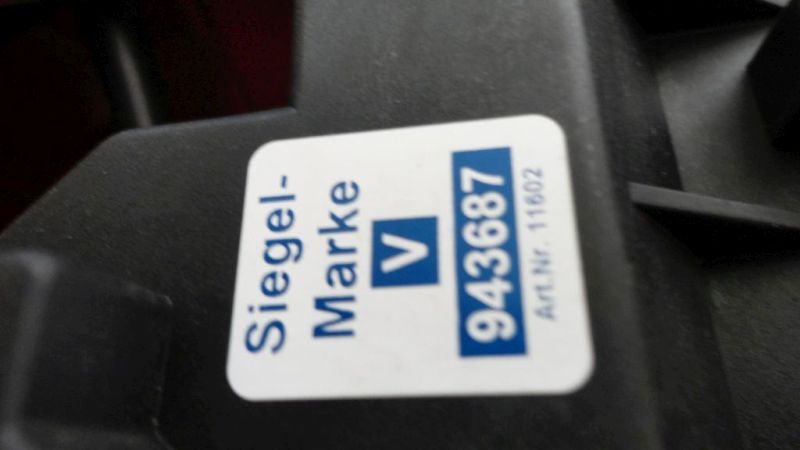 Siegel-
Marke
V
943687
Art.Nr. 11602